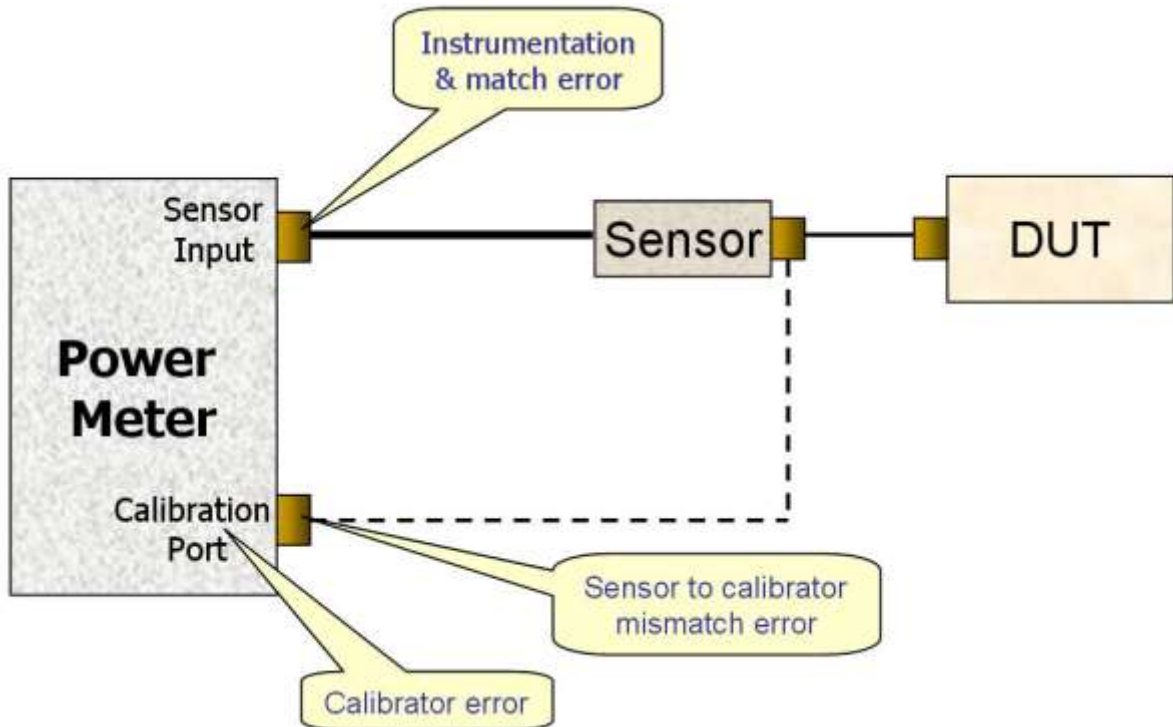 Instrumentation
& match error
Sensor
Input
Sensor
DUT
Power
Meter
Calibration
Port
Sensor to calibrator
mismatch error
Calibrator error